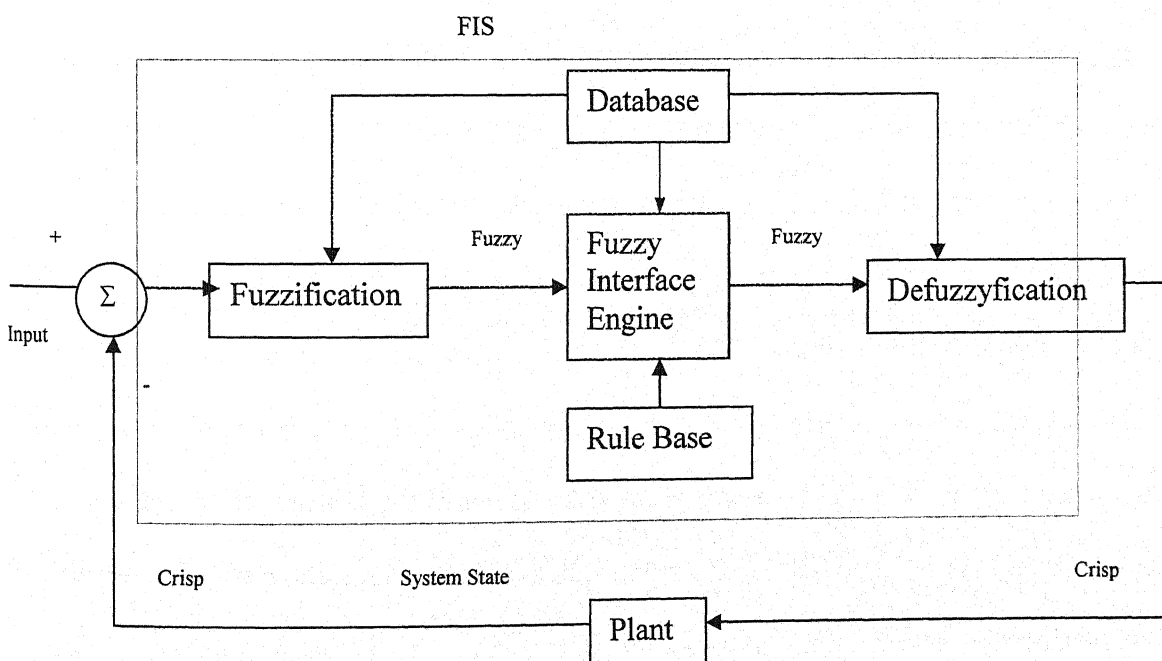 FIS
Database
+
Fuzzy
Fuzzy
Σ
Fuzzification
Fuzzy
Interface
Engine
Defuzzyfication
Input
-
Rule Base
Crisp
System State
Crisp
Plant